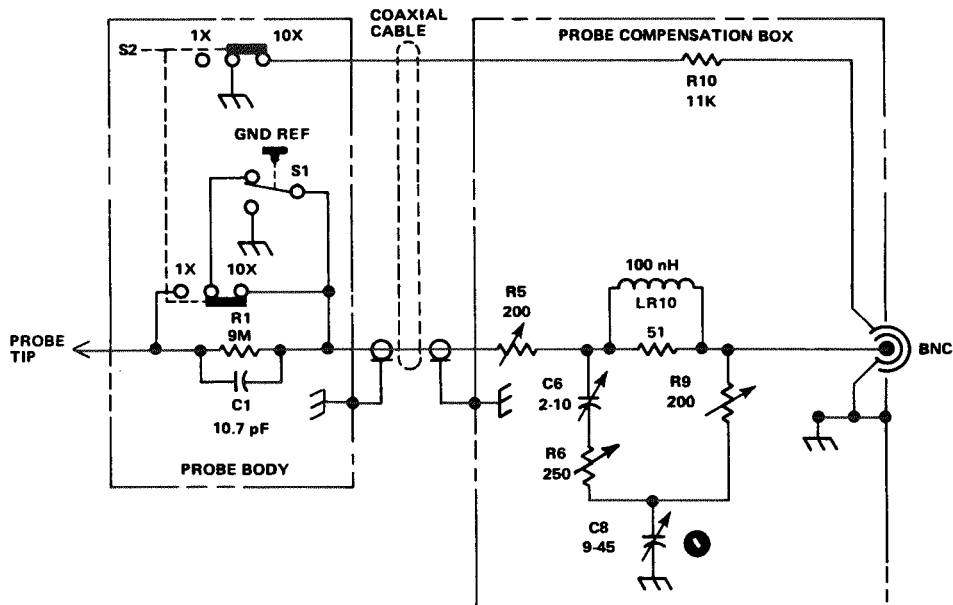 COAXIAL
CABLE
PROBE COMPENSATION BOX
S2
1X
10X
R10
11K
GND REF
S1
1X
10X
100 nH
LR10
R5
200
R1
9M
51
PROBE
TIP
BNC
C1
10.7 pF
C6
2-10
R9
200
R6
250
PROBE BODY
C8
9-45